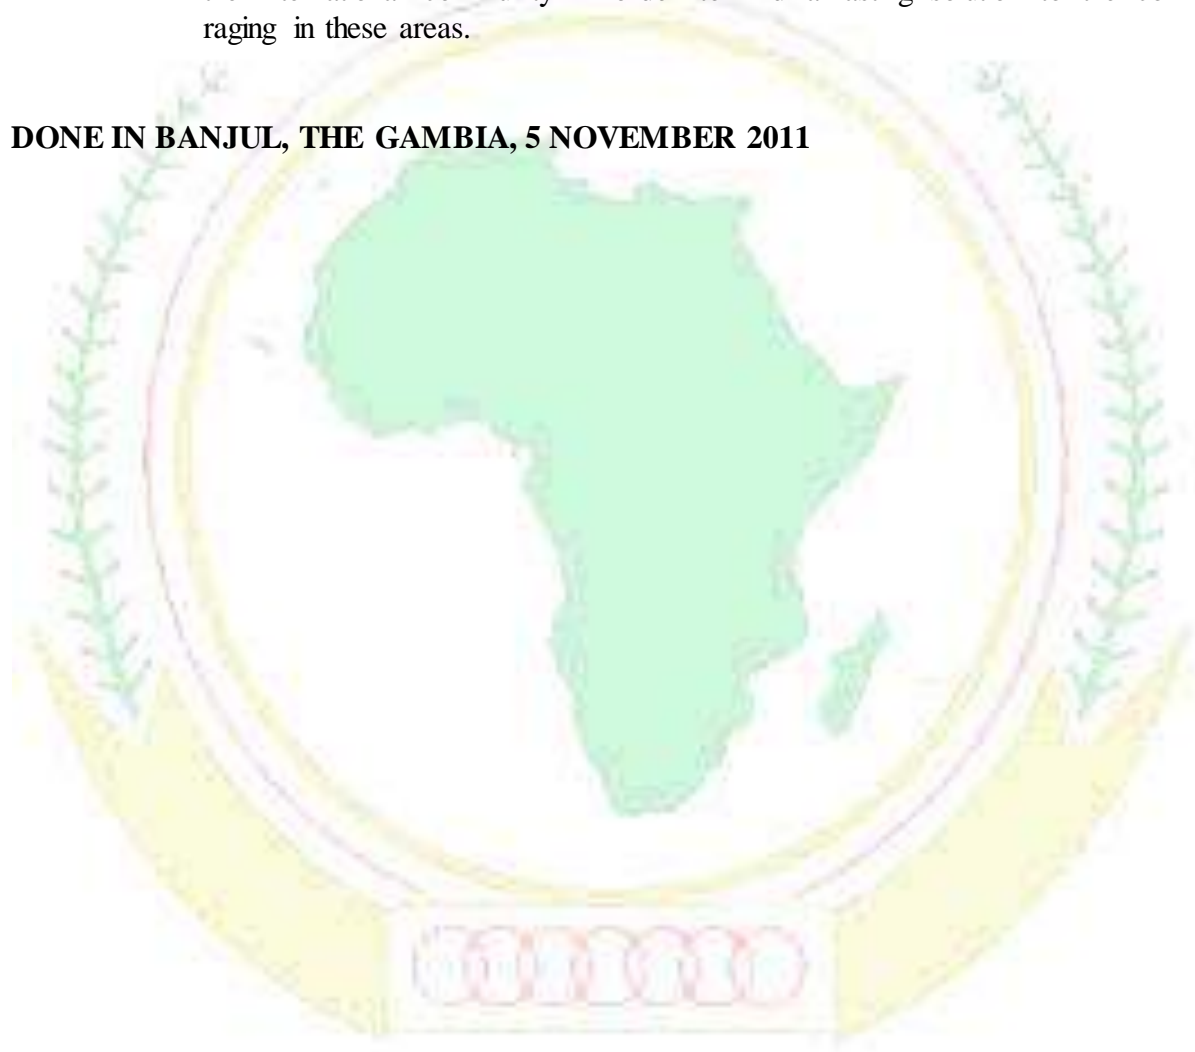 raging in these areas.
DONE IN BANJUL, THE GAMBIA, 5 NOVEMBER 2011